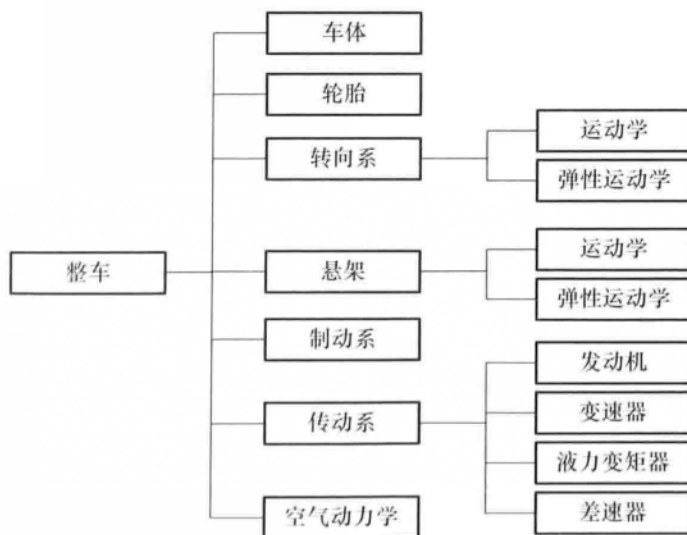 整车
车体
轮胎
转向系
运动学
弹性运动学
悬架
运动学
弹性运动学
制动系
传动系
发动机
变速器
液力变矩器
差速器
空气动力学